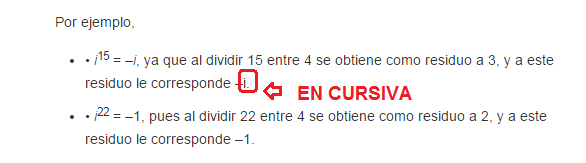 Por ejemplo,
• • i¹⁵ = –i, ya que al dividir 15 entre 4 se obtiene como residuo a 3, y a este
residuo le corresponde –i.
EN CURSIVA
• • i²² = –1, pues al dividir 22 entre 4 se obtiene como residuo a 2, y a este
residuo le corresponde –1.